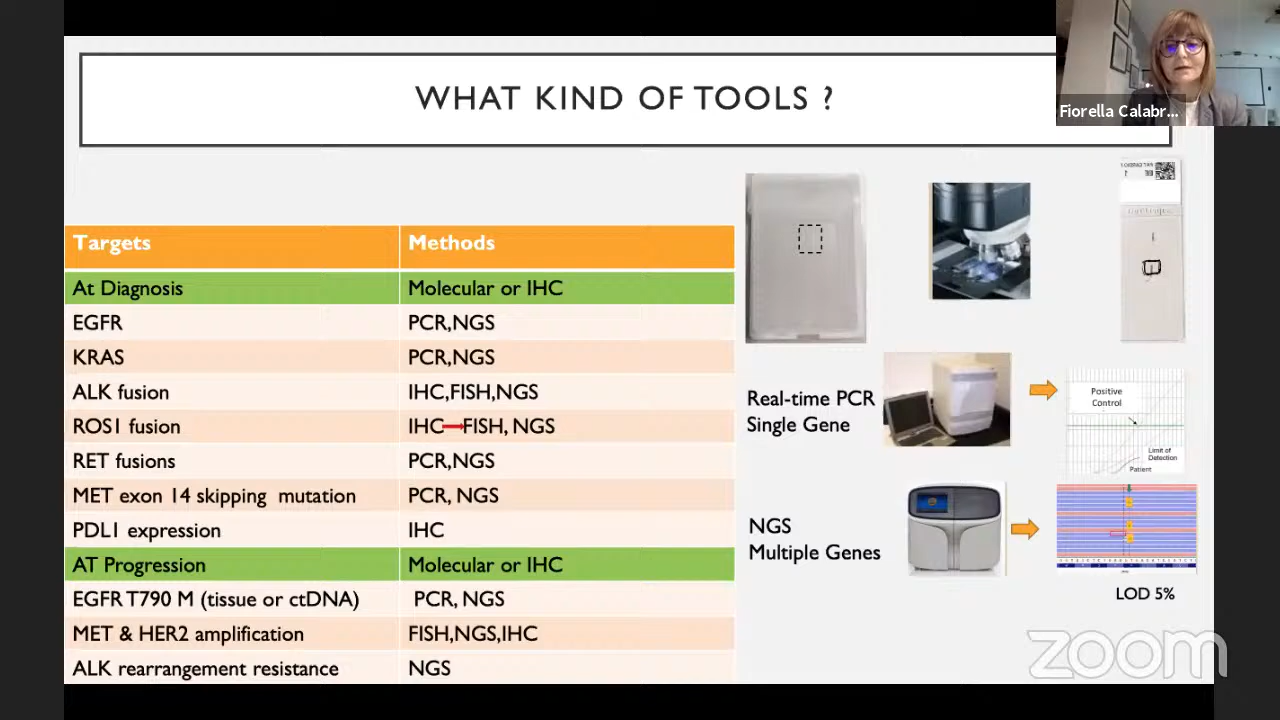 WHAT KIND OF TOOLS ?
Fiorella Calabr...
Targets Methods
At Diagnosis Molecular or IHC
EGFR PCR,NGS
KRAS PCR,NGS
ALK fusion IHC,FISH,NGS
ROS1 fusion IHC→FISH, NGS
RET fusions PCR,NGS
MET exon 14 skipping mutation PCR, NGS
PDL1 expression IHC
AT Progression Molecular or IHC
EGFR T790 M (tissue or ctDNA) PCR, NGS
MET & HER2 amplification FISH,NGS,IHC
ALK rearrangement resistance NGS
Real-time PCR
Single Gene
Positive
Control
Limit of
Detection
Patient
NGS
Multiple Genes
LOD 5%
zoom